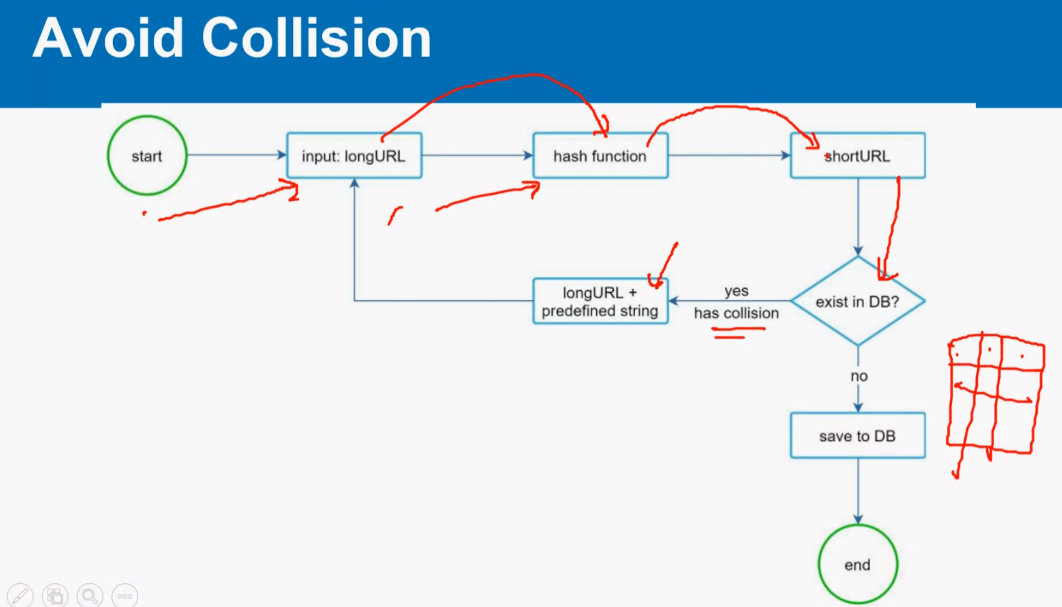 Avoid Collision
start
input: longURL
hash function
shortURL
longURL +
predefined string
yes
has collision
exist in DB?
no
save to DB
end